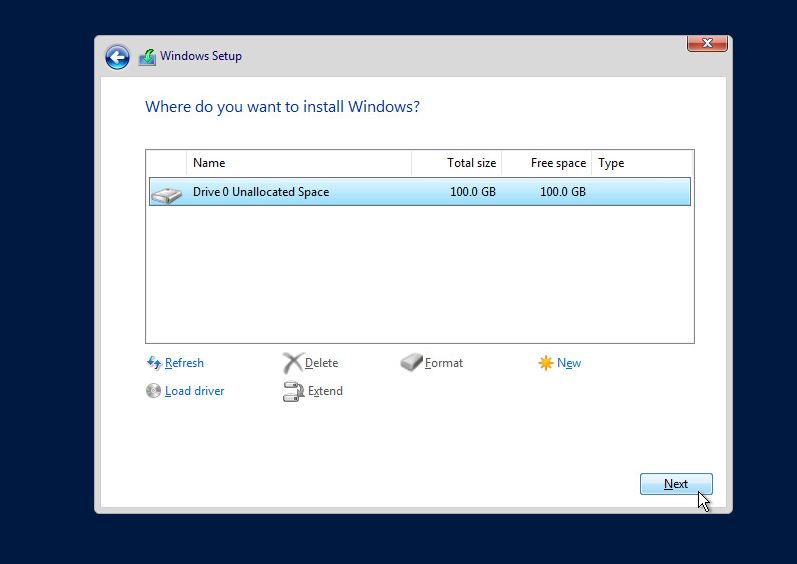 Windows Setup
Where do you want to install Windows?
Name Total size Free space Type
Drive 0 Unallocated Space 100.0 GB 100.0 GB
Refresh Delete Format New
Load driver Extend
Next